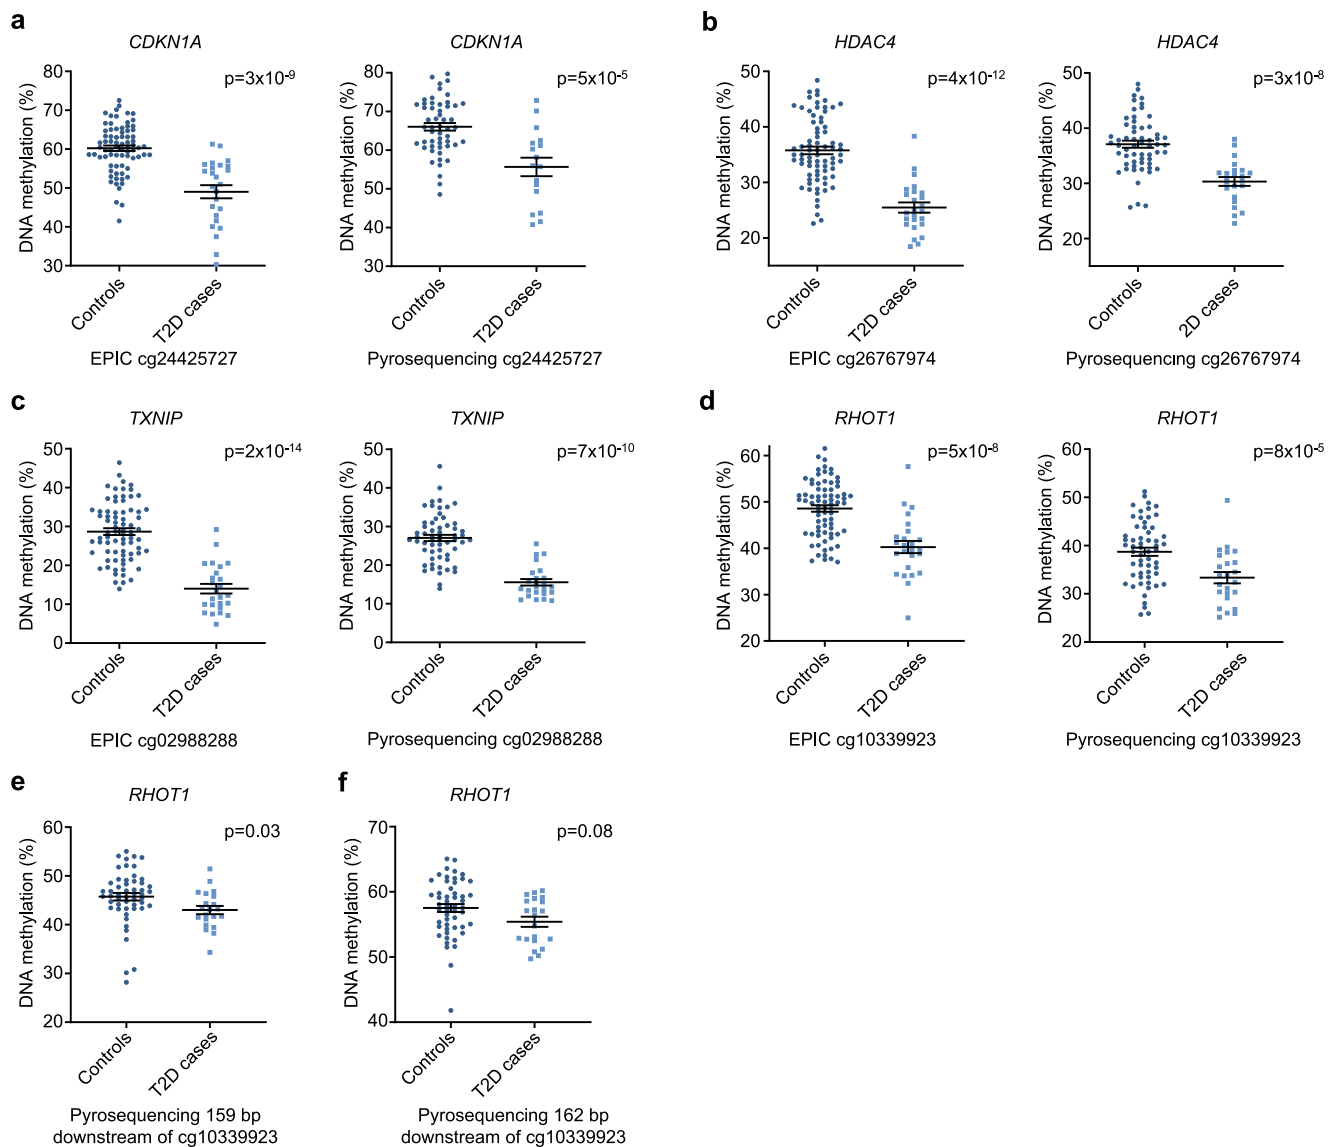 a
CDKN1A
p=3x10⁻⁹
DNA methylation (%)
80
70
60
50
40
30
Controls
T2D cases
EPIC cg24425727
CDKN1A
p=5x10⁻⁵
DNA methylation (%)
80
70
60
50
40
30
Controls
T2D cases
Pyrosequencing cg24425727
b
HDAC4
p=4x10⁻¹²
DNA methylation (%)
50
40
30
20
Controls
T2D cases
EPIC cg26767974
HDAC4
p=3x10⁻⁸
DNA methylation (%)
50
40
30
20
Controls
2D cases
Pyrosequencing cg26767974
c
TXNIP
p=2x10⁻¹⁴
DNA methylation (%)
50
40
30
20
10
0
Controls
T2D cases
EPIC cg02988288
TXNIP
p=7x10⁻¹⁰
DNA methylation (%)
50
40
30
20
10
0
Controls
T2D cases
Pyrosequencing cg02988288
d
RHOT1
p=5x10⁻⁸
DNA methylation (%)
60
50
40
30
20
Controls
T2D cases
EPIC cg10339923
RHOT1
p=8x10⁻⁵
DNA methylation (%)
60
50
40
30
20
Controls
T2D cases
Pyrosequencing cg10339923
e
RHOT1
p=0.03
DNA methylation (%)
60
50
40
30
20
Controls
T2D cases
Pyrosequencing 159 bp
downstream of cg10339923
f
RHOT1
p=0.08
DNA methylation (%)
70
60
50
40
Controls
T2D cases
Pyrosequencing 162 bp
downstream of cg10339923